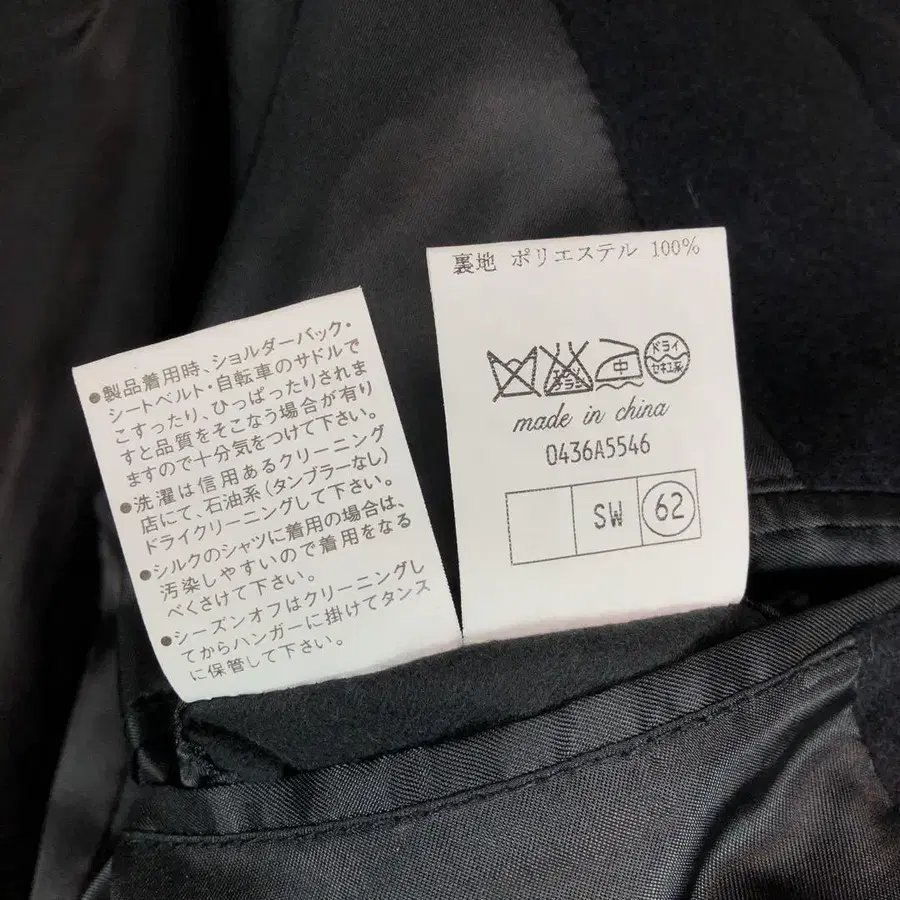 ●製品着用時、ショルダーバック・
シートベルト・自転車のサドルで
こすったり、ひっぱったりされま
すと品質をそこなう場合が有り
ますので十分気をつけて下さい。
●洗濯は信用あるクリーニング
店にて、石油系(タンブラーなし)
ドライクリーニングして下さい。
●シルクのシャツに着用の場合は、
汚染しやすいので着用をなる
べくさけて下さい。
●シーズンオフはクリーニングし
てからハンガーに掛けてタンス
に保管して下さい。
裏地 ポリエステル 100%
エンソサラシ 中 ドライ セキユ系
made in china
0436A5546
SW 62